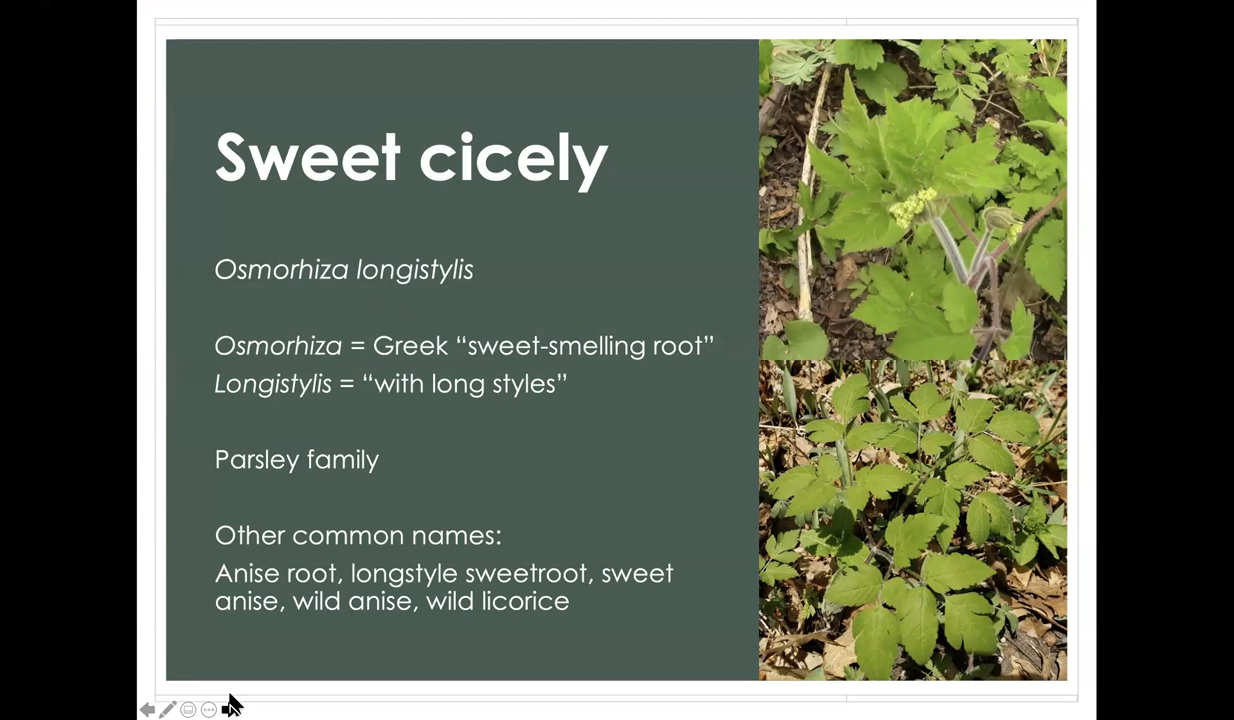 Sweet cicely
Osmorhiza longistylis
Osmorhiza = Greek “sweet-smelling root”
Longistylis = “with long styles”
Parsley family
Other common names:
Anise root, longstyle sweetroot, sweet
anise, wild anise, wild licorice